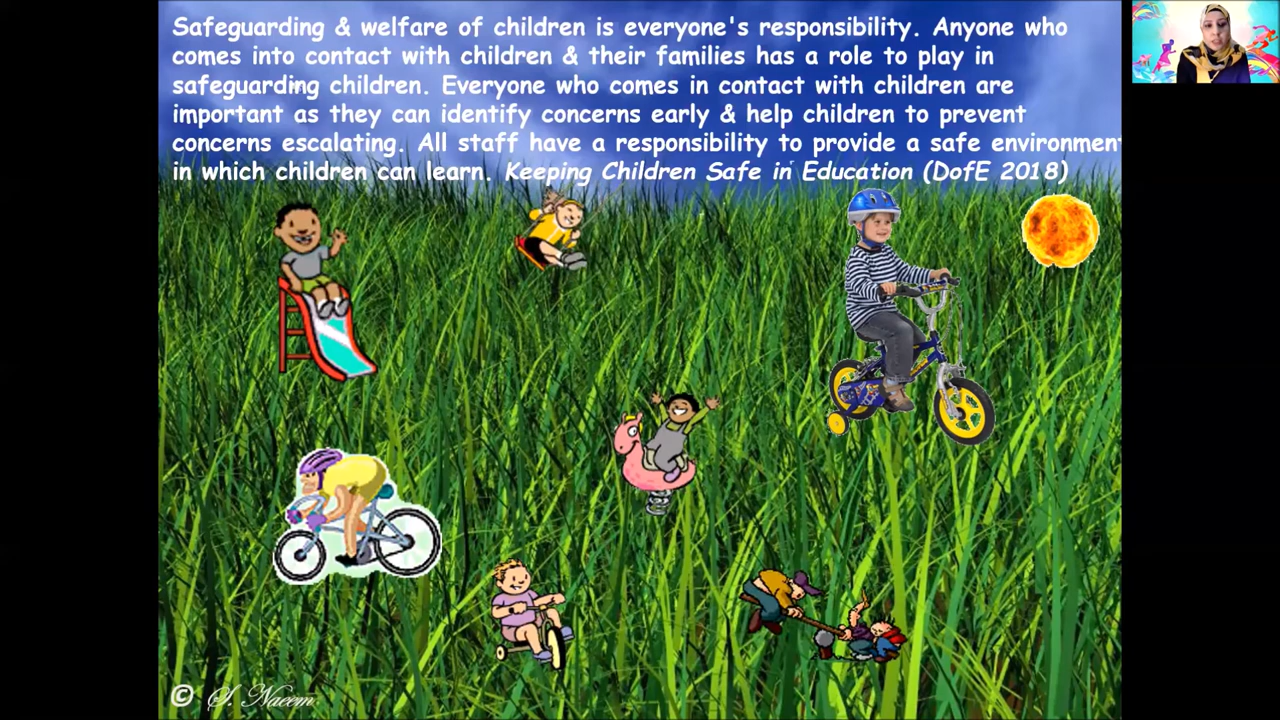 Safeguarding & welfare of children is everyone's responsibility. Anyone who
comes into contact with children & their families has a role to play in
safeguarding children. Everyone who comes in contact with children are
important as they can identify concerns early & help children to prevent
concerns escalating. All staff have a responsibility to provide a safe environment
in which children can learn. Keeping Children Safe in Education (DofE 2018)
© S. Naeem